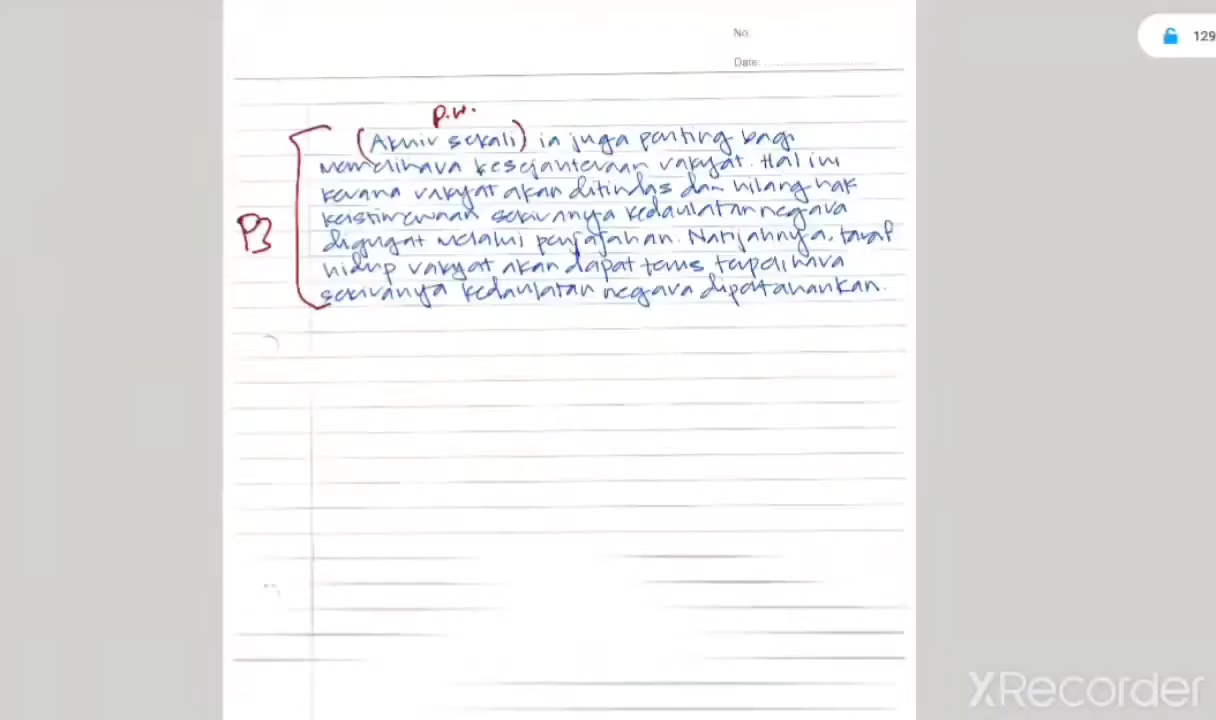 No.
Date:
129
P.W.
(Akhir sekali) ia juga penting bagi
memelihara kesejahteraan rakyat. Hal ini
kerana rakyat akan ditindas dan hilang hak
keistimewaan sekiranya kedaulatan negara
P3
digugat melalui penjajahan. Natijahnya, taraf
hidup rakyat akan dapat terus terpelihara
sekiranya kedaulatan negara dipertahankan.
XRecorder